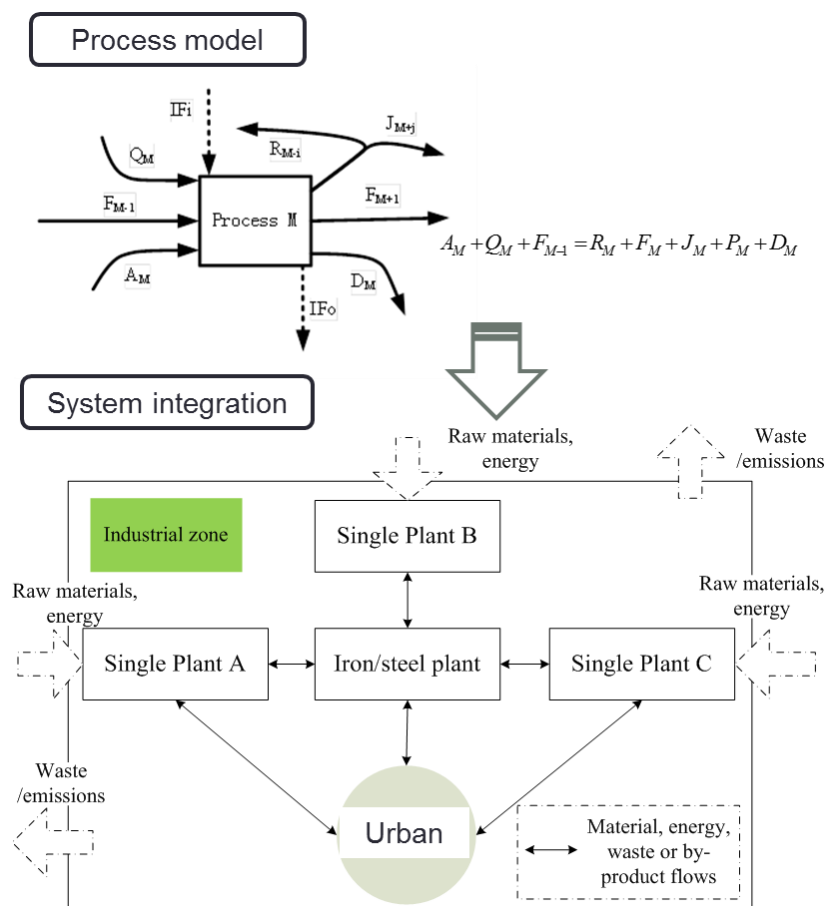 Process model
IFi
J_{M+j}
R_{M-i}
Q_M
F_{M-1}
Process M
F_{M+1}
A_M + Q_M + F_{M-1} = R_M + F_M + J_M + P_M + D_M
A_M
D_M
IFo
System integration
Raw materials,
energy
Waste
/emissions
Industrial zone
Single Plant B
Raw materials,
energy
Raw materials,
energy
Single Plant A
Iron/steel plant
Single Plant C
Waste
/emissions
Urban
Material, energy,
waste or by-
product flows